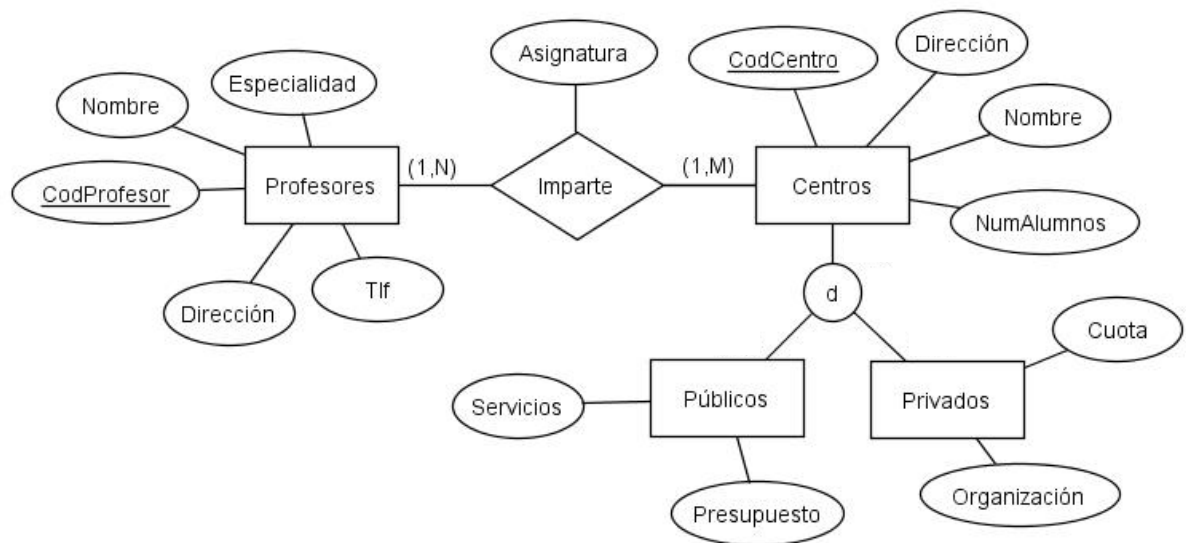 Asignatura
Dirección
CodCentro
Especialidad
Nombre
Nombre
(1,N)
(1,M)
Profesores
Imparte
Centros
CodProfesor
NumAlumnos
Tlf
d
Dirección
Cuota
Servicios
Públicos
Privados
Organización
Presupuesto